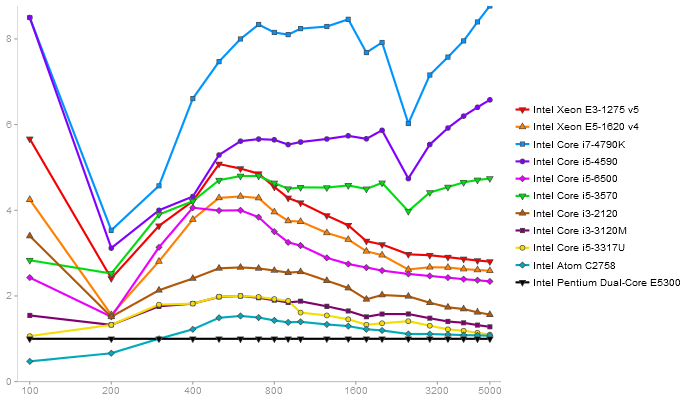 8
6
4
2
0
100 200 400 800 1600 3200 5000
Intel Xeon E3-1275 v5
Intel Xeon E5-1620 v4
Intel Core i7-4790K
Intel Core i5-4590
Intel Core i5-6500
Intel Core i5-3570
Intel Core i3-2120
Intel Core i3-3120M
Intel Core i5-3317U
Intel Atom C2758
Intel Pentium Dual-Core E5300